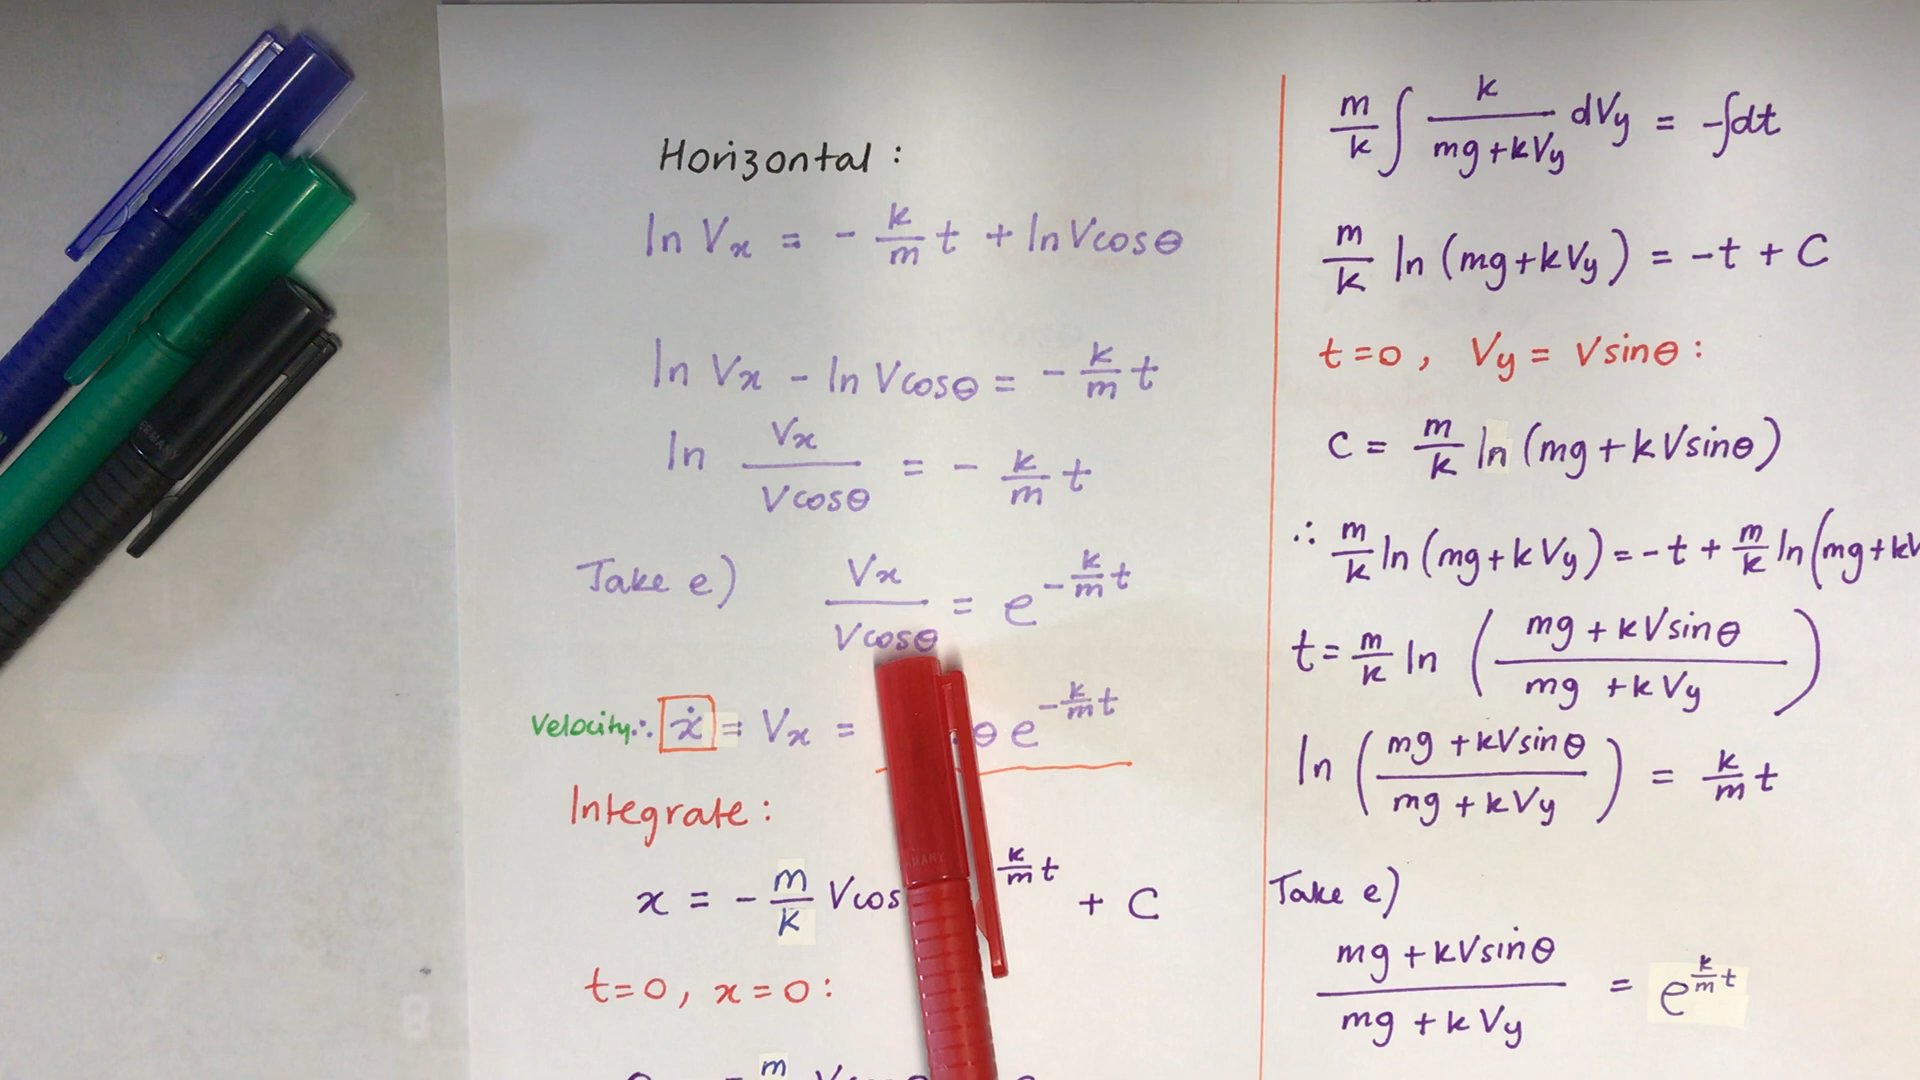 Horizontal :
ln Vx = - k/m t + ln Vcosθ
ln Vx - ln Vcosθ = - k/m t
ln Vx/Vcosθ = - k/m t
Take e) Vx/Vcosθ = e^(-k/m t)
Velocity ∴ ẋ = Vx = θ e^(-k/m t)
Integrate :
x = - m/k Vcos k/m t + C
t=0, x=0 :
= m
m/k ∫ k/(mg+kVy) dVy = -∫dt
m/k ln (mg+kVy) = -t + C
t=0, Vy = Vsinθ :
C = m/k ln (mg+kVsinθ)
∴ m/k ln (mg+kVy) = -t + m/k ln (mg+kV
t = m/k ln ( (mg+kVsinθ)/(mg+kVy) )
ln ( (mg+kVsinθ)/(mg+kVy) ) = k/m t
Take e)
(mg+kVsinθ)/(mg+kVy) = e^(k/m t)